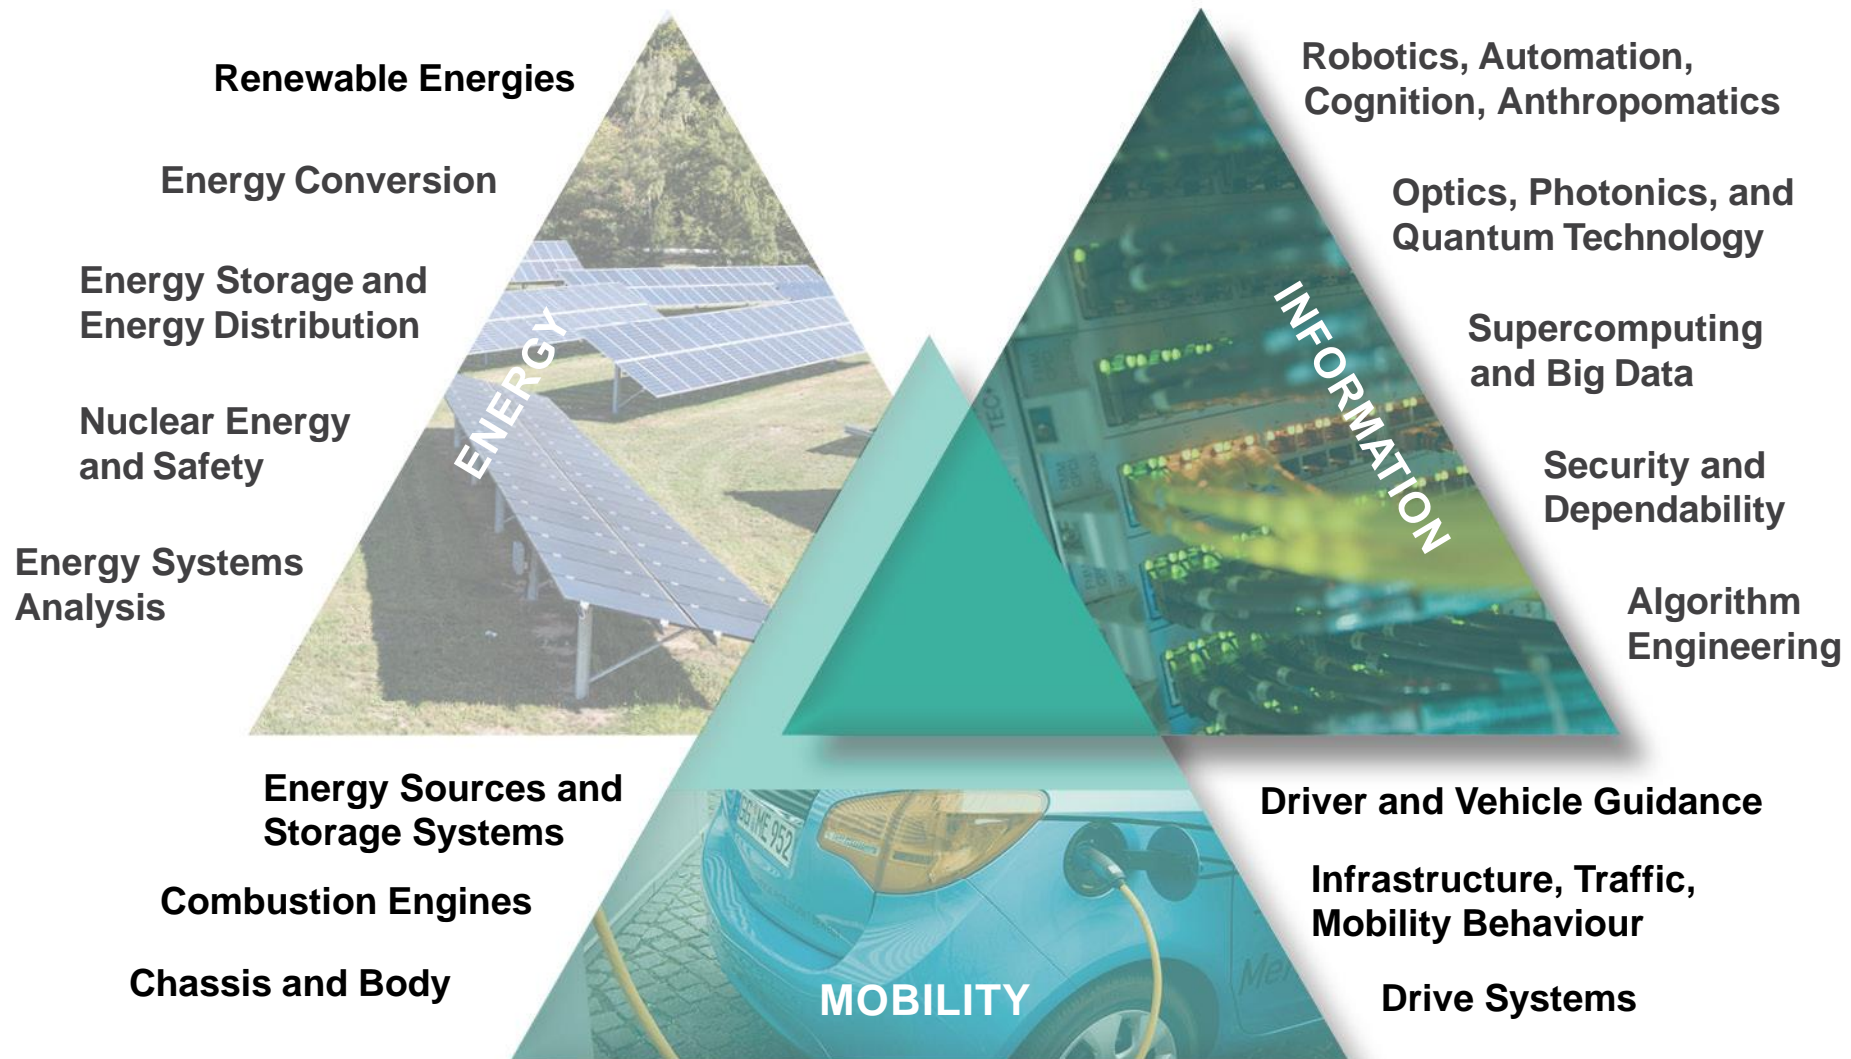 Renewable Energies
Energy Conversion
Energy Storage and
Energy Distribution
Nuclear Energy
and Safety
Energy Systems
Analysis
ENERGY
INFORMATION
Robotics, Automation,
Cognition, Anthropomatics
Optics, Photonics, and
Quantum Technology
Supercomputing
and Big Data
Security and
Dependability
Algorithm
Engineering
Energy Sources and
Storage Systems
Combustion Engines
Chassis and Body
MOBILITY
Driver and Vehicle Guidance
Infrastructure, Traffic,
Mobility Behaviour
Drive Systems